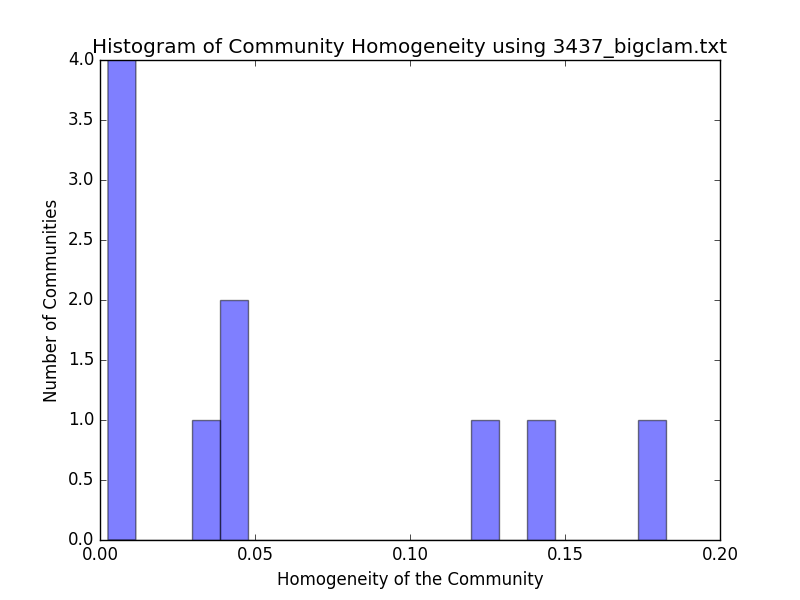 Histogram of Community Homogeneity using 3437_bigclam.txt
4.0
3.5
3.0
2.5
2.0
1.5
1.0
0.5
0.0
Number of Communities
0.00 0.05 0.10 0.15 0.20
Homogeneity of the Community